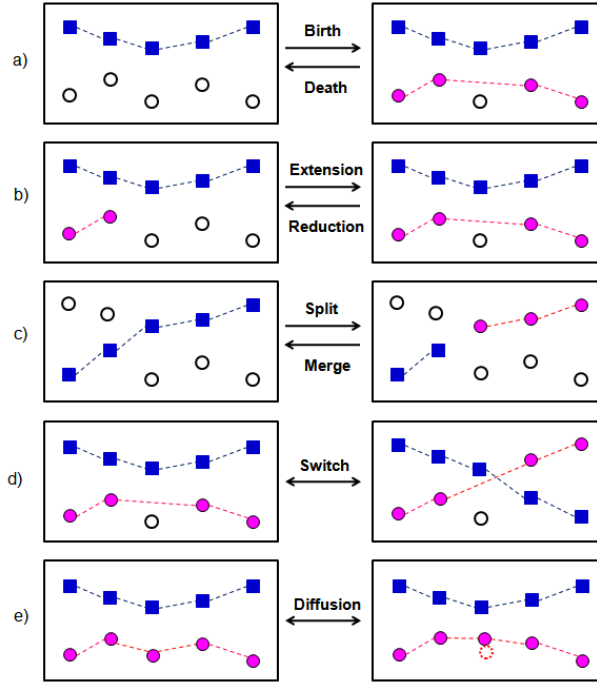 a)
Birth
Death
b)
Extension
Reduction
c)
Split
Merge
d)
Switch
e)
Diffusion